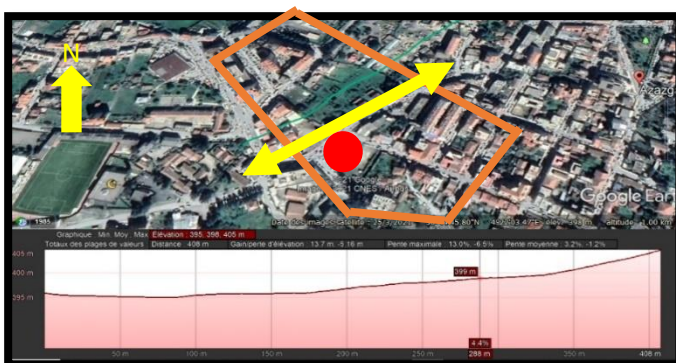 N
Azazg
Google Ear
1985
Graphique Min Moy Max Élévation : 395, 398, 405 m
Totaux des plages de valeurs Distance 408 m Gain/perte d'élévation 13.7 m, -5.16 m Pente maximale 13.0%, -6.5% Pente moyenne 3.2%, -1.2%
405 m
400 m
395 m
399 m
4.4%
50 m 100 m 150 m 200 m 250 m 288 m 350 m 408 m